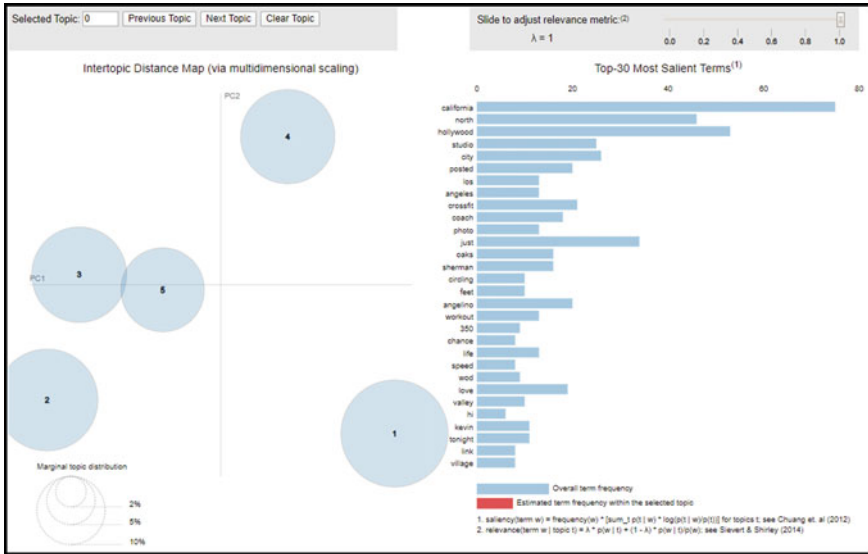 Selected Topic: 0 Previous Topic Next Topic Clear Topic
Slide to adjust relevance metric:(2)
λ = 1
0.0 0.2 0.4 0.6 0.8 1.0
Intertopic Distance Map (via multidimensional scaling)
PC2
PC1
4
3
5
2
1
Marginal topic distribution
2%
5%
10%
Top-30 Most Salient Terms(1)
0 20 40 60 80
california
north
hollywood
studio
city
posted
los
angeles
crossfit
coach
photo
just
oaks
sherman
circling
feet
angelino
workout
350
chance
life
speed
wod
love
valley
hi
kevin
tonight
link
village
Overall term frequency
Estimated term frequency within the selected topic
1. saliency(term w) = frequency(w) * [sum_t p(t | w) * log(p(t | w)/p(t))] for topics t; see Chuang et. al (2012)
2. relevance(term w | topic t) = λ * p(w | t) + (1 - λ) * p(w | t)/p(w); see Sievert & Shirley (2014)